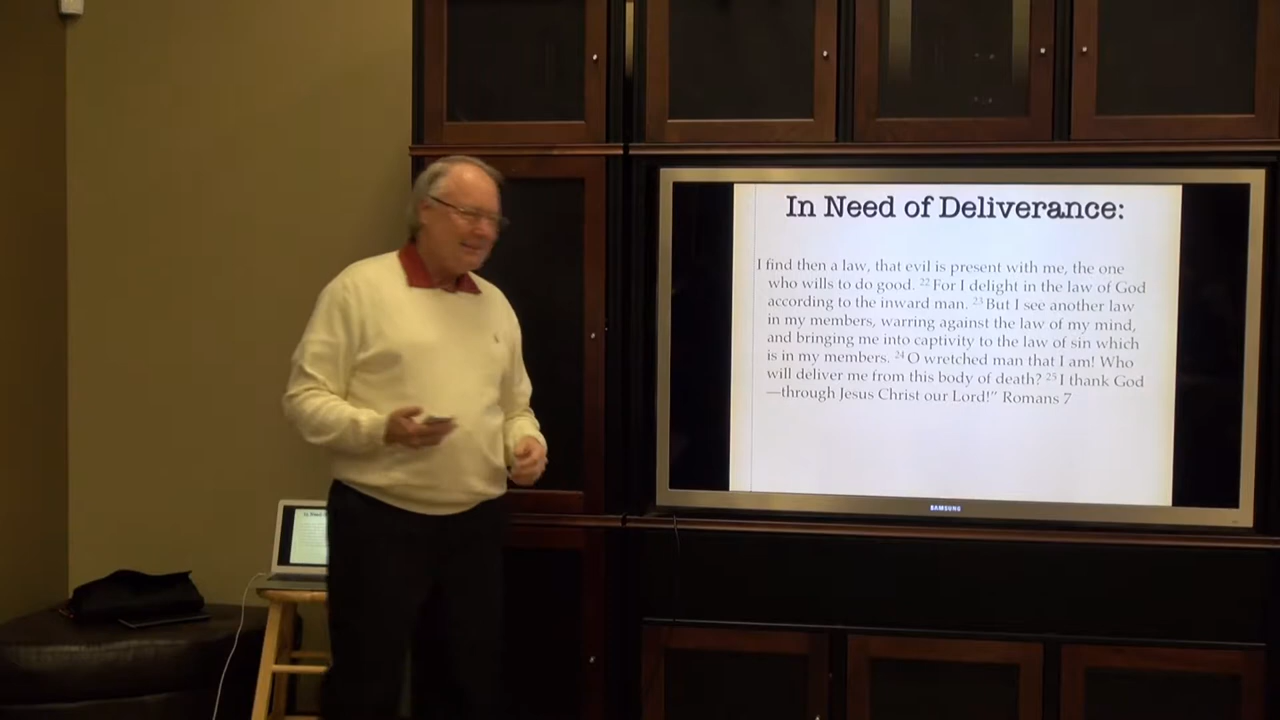 In Need of Deliverance:
I find then a law, that evil is present with me, the one
who wills to do good. 22 For I delight in the law of God
according to the inward man. 23 But I see another law
in my members, warring against the law of my mind,
and bringing me into captivity to the law of sin which
is in my members. 24 O wretched man that I am! Who
will deliver me from this body of death? 25 I thank God
—through Jesus Christ our Lord!” Romans 7
SAMSUNG